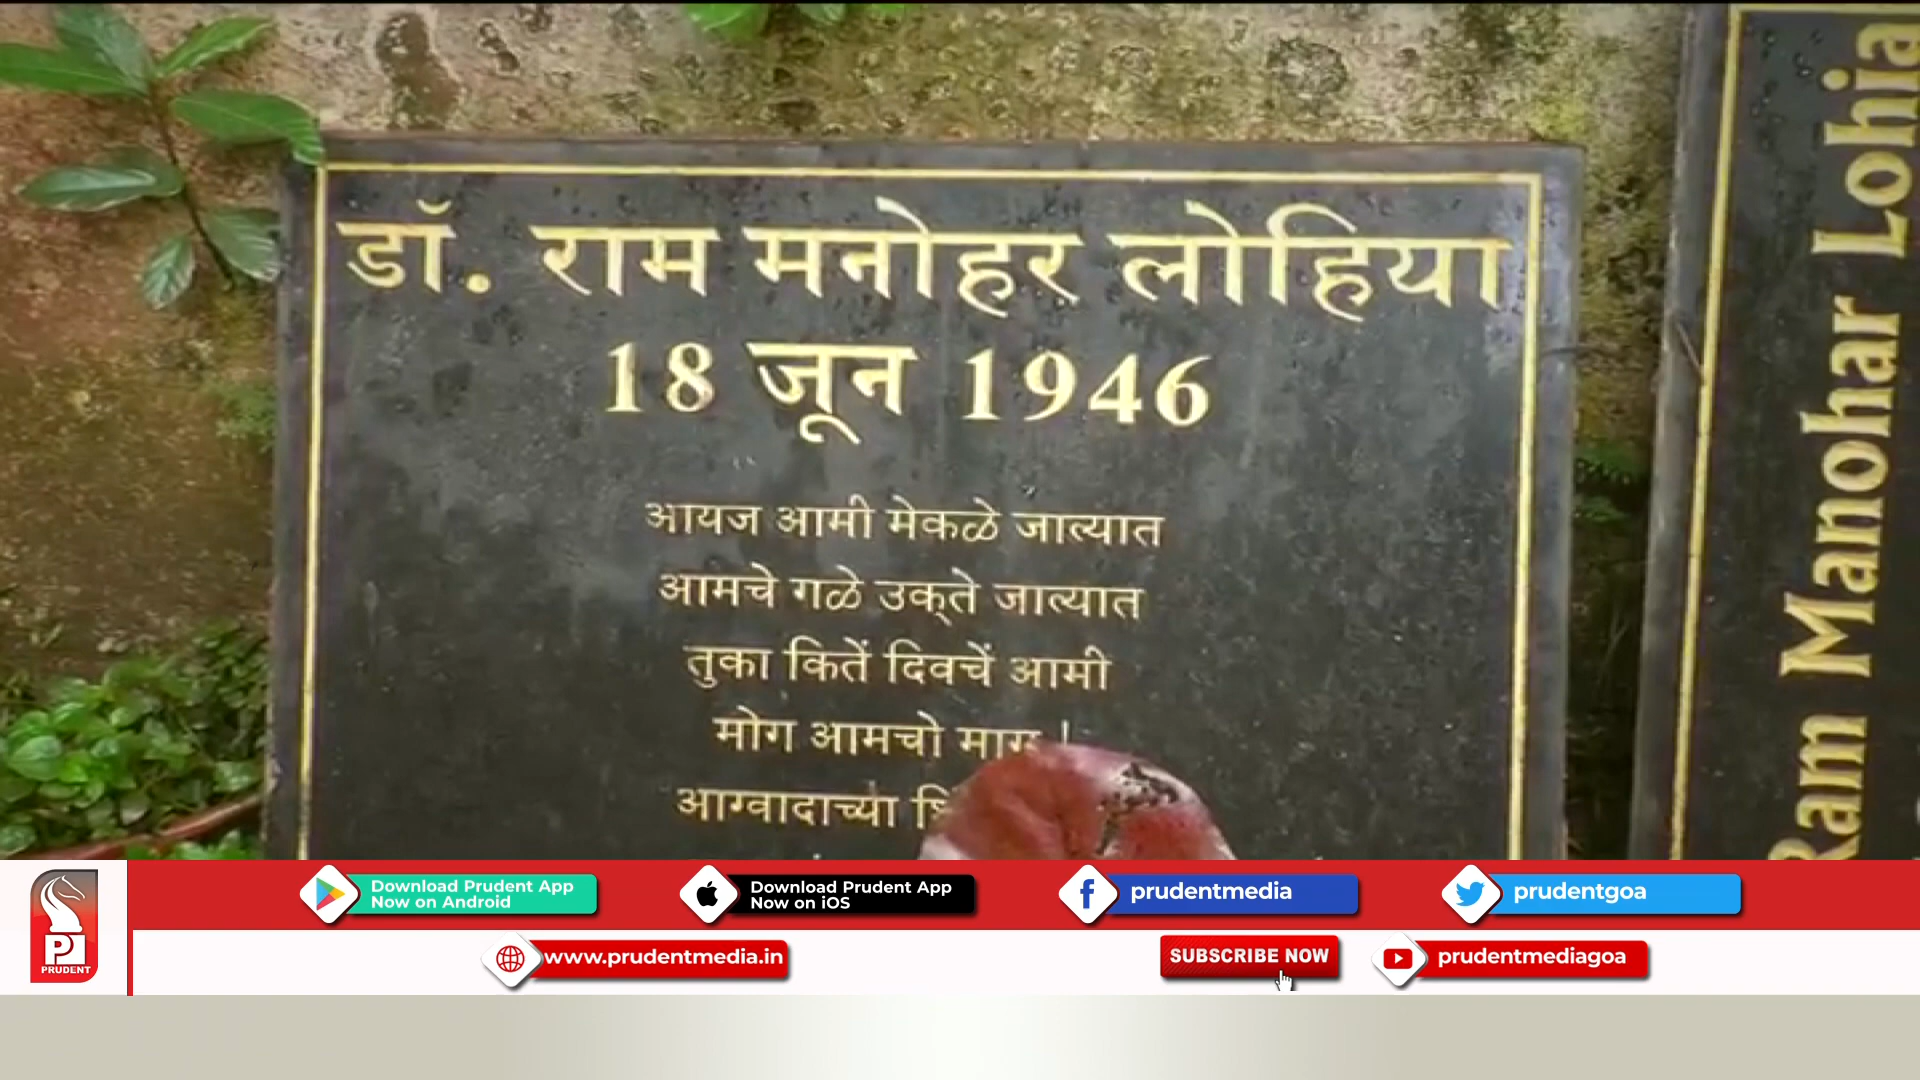 डॉ. राम मनोहर लोहिया
18 जून 1946
आयज आमी मेकळे जाल्यात
आमचे गळे उक्‌ते जाल्यात
तुका कितें दिवचें आमी
मोग आमचो माग !
आग्वादाच्या
Ram Manohar Lohia
Download Prudent App
Now on Android
Download Prudent App
Now on iOS
prudentmedia
prudentgoa
PRUDENT
www.prudentmedia.in
SUBSCRIBE NOW
prudentmediagoa